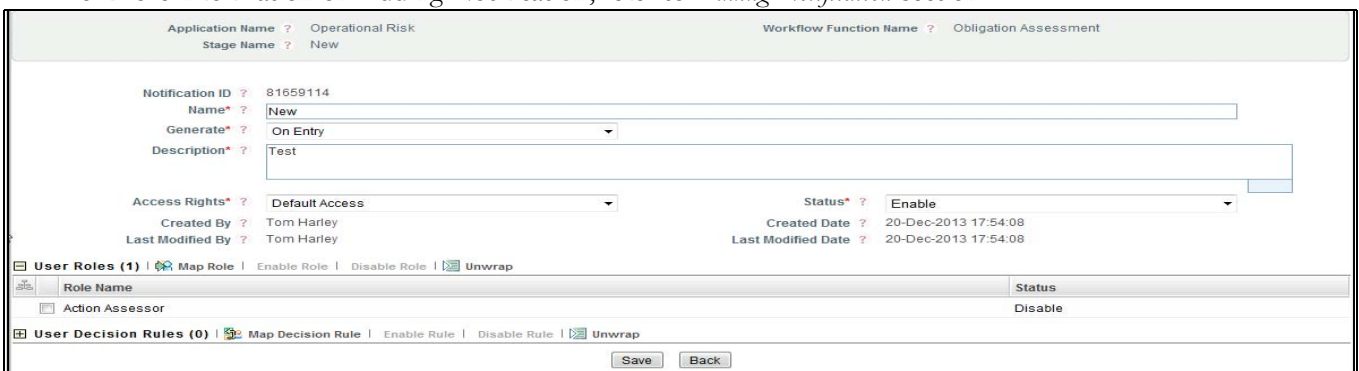 Application Name ? Operational Risk Workflow Function Name ? Obligation Assessment
Stage Name ? New
Notification ID ? 81659114
Name* ? New
Generate* ? On Entry
Description* ? Test
Access Rights* ? Default Access Status* ? Enable
Created By ? Tom Harley Created Date ? 20-Dec-2013 17:54:08
Last Modified By ? Tom Harley Last Modified Date ? 20-Dec-2013 17:54:08
User Roles (1) | Map Role | Enable Role | Disable Role | Unwrap
Role Name Status
Action Assessor Disable
User Decision Rules (0) | Map Decision Rule | Enable Rule | Disable Rule | Unwrap
Save Back